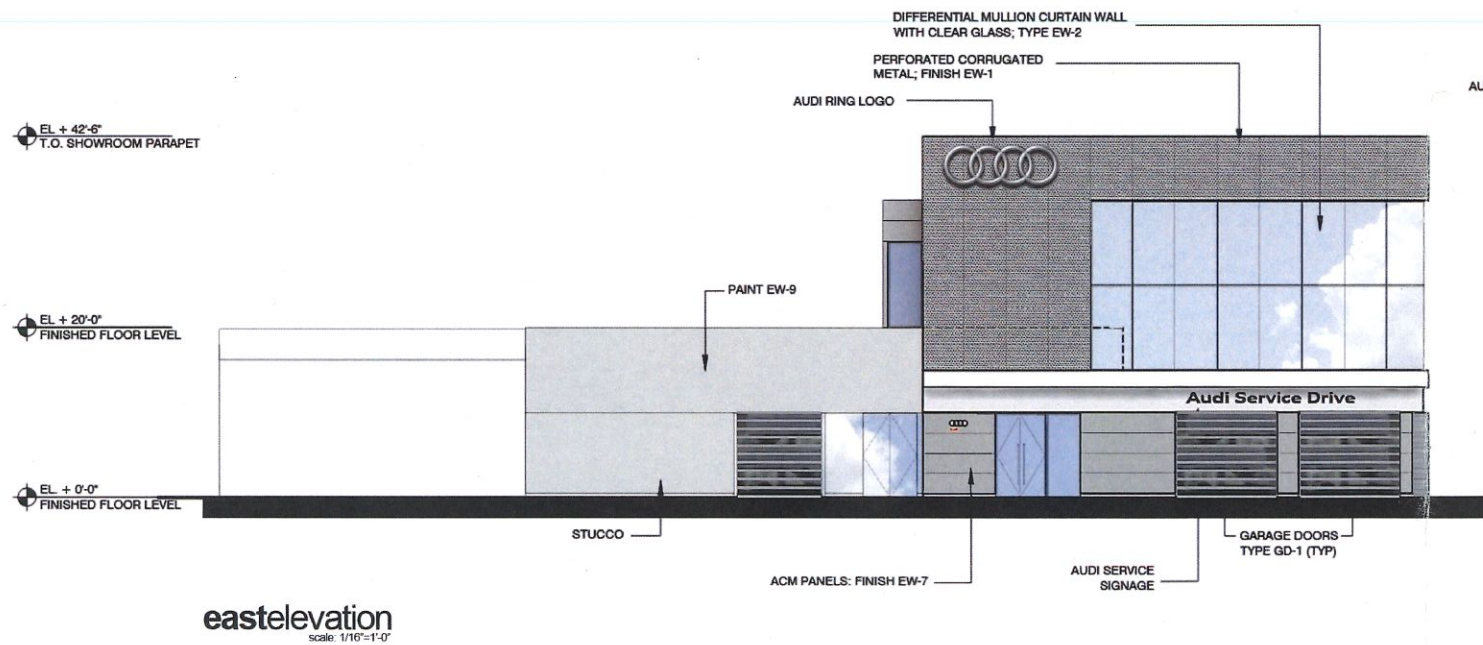 DIFFERENTIAL MULLION CURTAIN WALL
WITH CLEAR GLASS; TYPE EW-2
PERFORATED CORRUGATED
METAL; FINISH EW-1
AUDI RING LOGO
AU
EL + 42'-6"
T.O. SHOWROOM PARAPET
PAINT EW-9
EL + 20'-0"
FINISHED FLOOR LEVEL
Audi Service Drive
EL + 0'-0"
FINISHED FLOOR LEVEL
STUCCO
GARAGE DOORS
TYPE GD-1 (TYP)
ACM PANELS: FINISH EW-7
AUDI SERVICE
SIGNAGE
eastelevation
scale: 1/16"=1'-0"